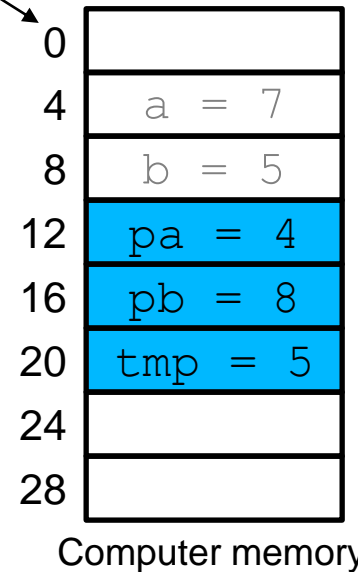 0
4 a = 7
8 b = 5
12 pa = 4
16 pb = 8
20 tmp = 5
24
28
Computer memory